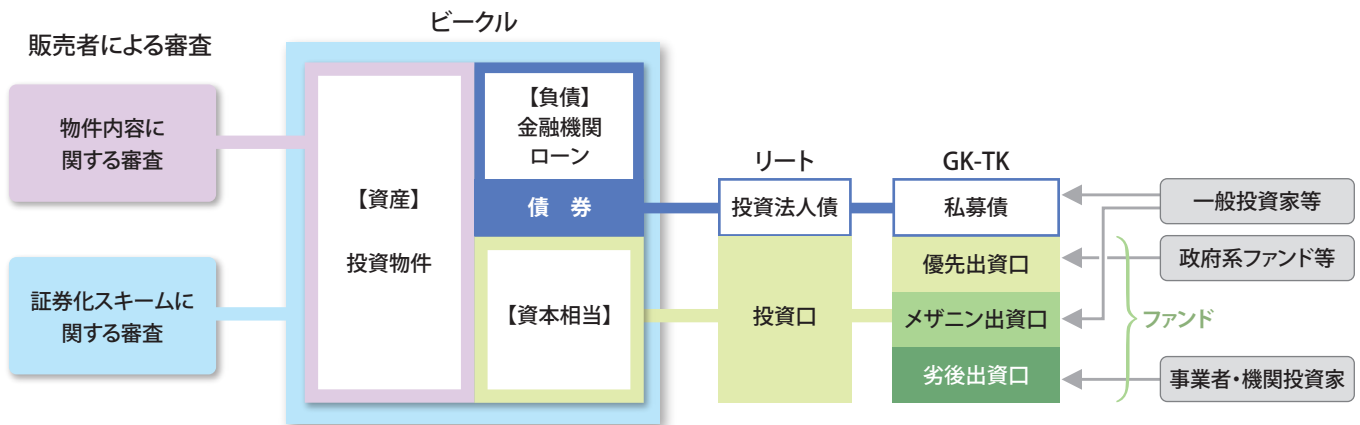 ビークル
販売者による審査
物件内容に
関する審査
証券化スキームに
関する審査
【資産】
投資物件
【負債】
金融機関
ローン
債 券
【資本相当】
リート
投資法人債
投資口
GK-TK
私募債
優先出資口
メザニン出資口
劣後出資口
ファンド
一般投資家等
政府系ファンド等
事業者・機関投資家